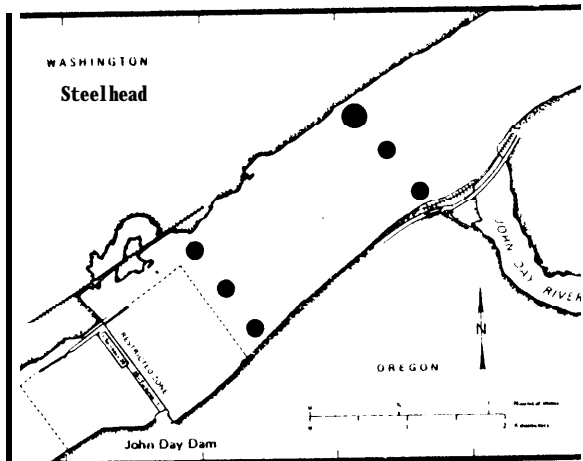 WASHINGTON
Steelhead
JOHN DAY RIVER
N
RESTRICTED ZONE
OREGON
John Day Dam